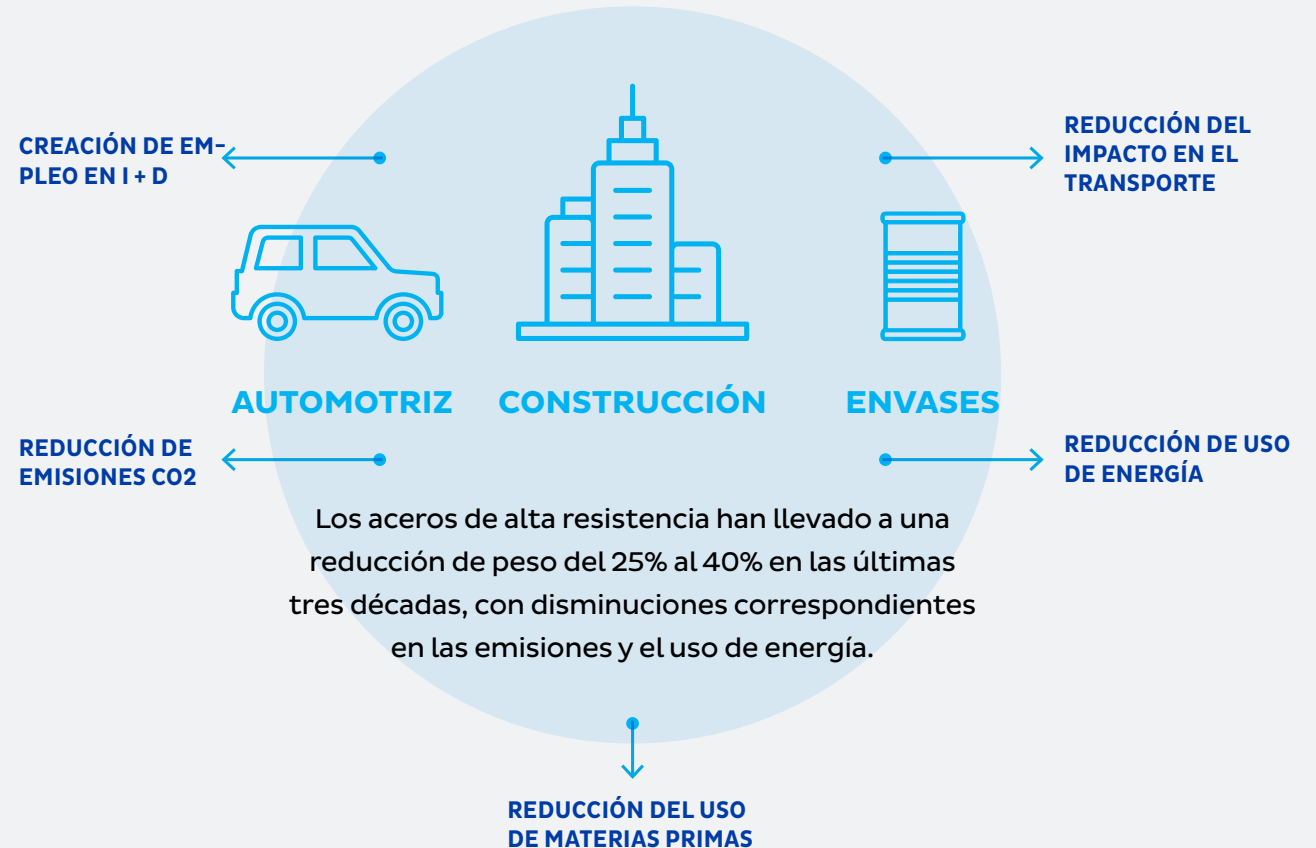 CREACIÓN DE EM-
PLEO EN I + D
REDUCCIÓN DEL
IMPACTO EN EL
TRANSPORTE
AUTOMOTRIZ
CONSTRUCCIÓN
ENVASES
REDUCCIÓN DE
EMISIONES CO2
REDUCCIÓN DE USO
DE ENERGÍA
Los aceros de alta resistencia han llevado a una
reducción de peso del 25% al 40% en las últimas
tres décadas, con disminuciones correspondientes
en las emisiones y el uso de energía.
REDUCCIÓN DEL USO
DE MATERIAS PRIMAS